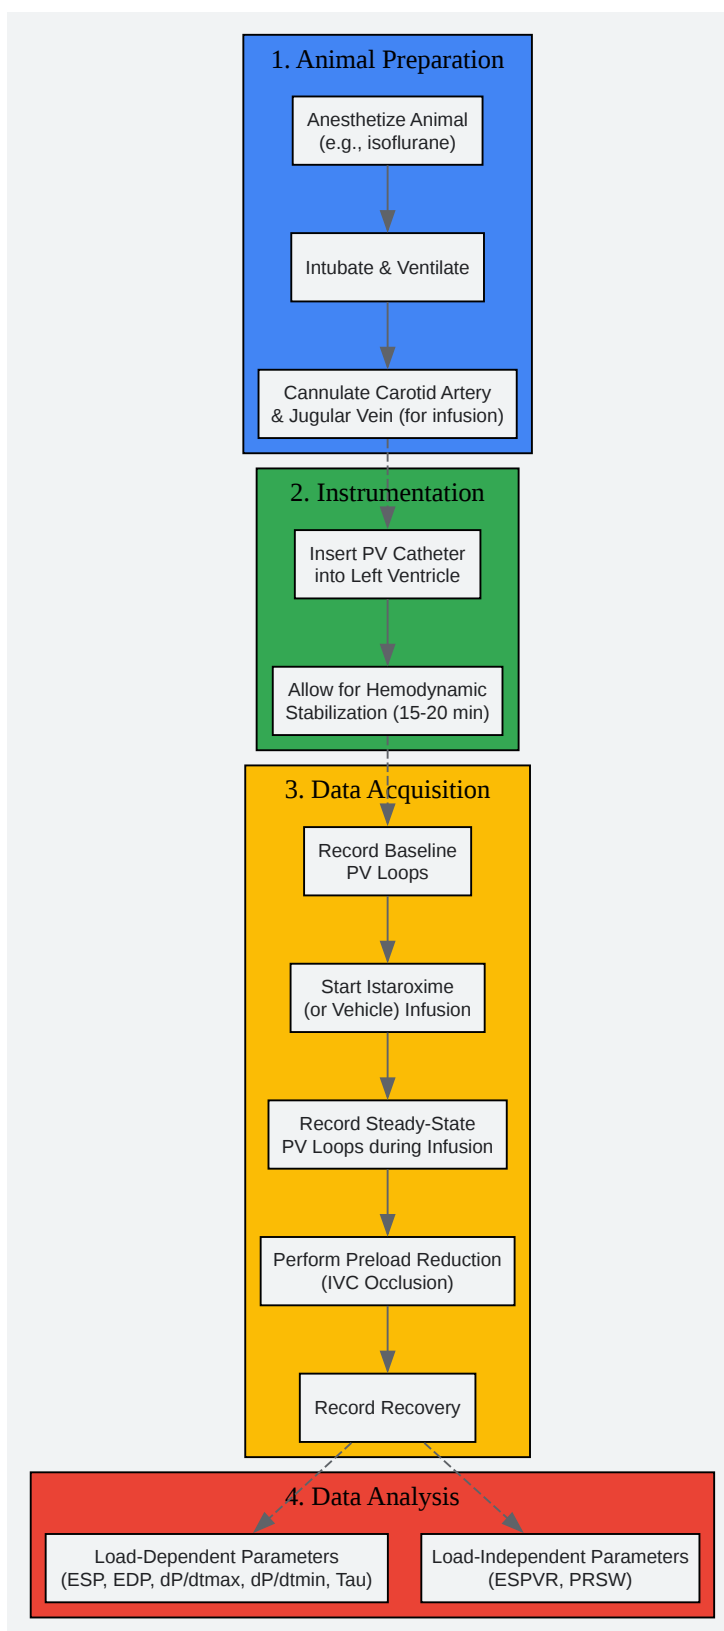 1. Animal Preparation
Anesthetize Animal
(e.g., isoflurane)
Intubate & Ventilate
Cannulate Carotid Artery
& Jugular Vein (for infusion)
2. Instrumentation
Insert PV Catheter
into Left Ventricle
Allow for Hemodynamic
Stabilization (15-20 min)
3. Data Acquisition
Record Baseline
PV Loops
Start Istaroxime
(or Vehicle) Infusion
Record Steady-State
PV Loops during Infusion
Perform Preload Reduction
(IVC Occlusion)
Record Recovery
4. Data Analysis
Load-Dependent Parameters
(ESP, EDP, dP/dtmax, dP/dtmin, Tau)
Load-Independent Parameters
(ESPVR, PRSW)